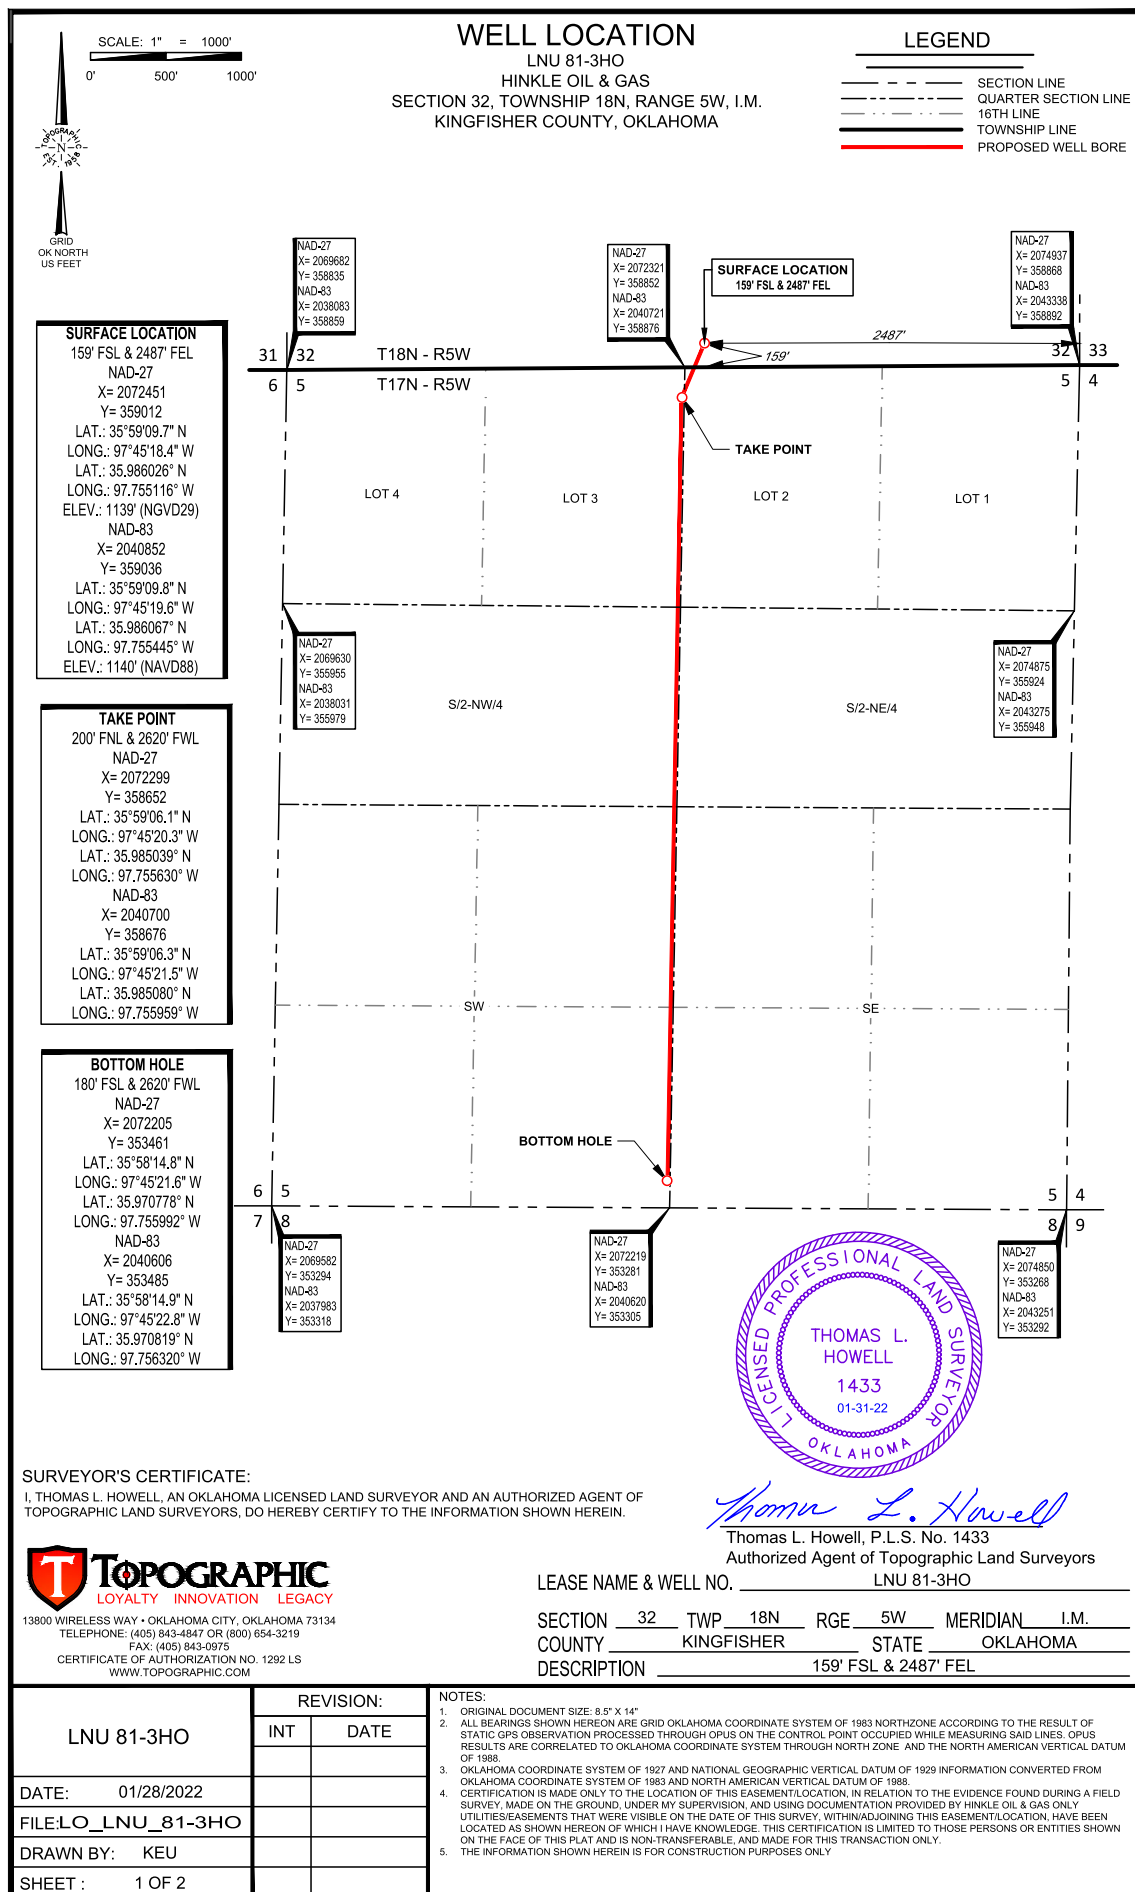 SCALE: 1" = 1000'
0' 500' 1000'
TOPOGRAPHIC
N
EST. 1958
GRID
OK NORTH
US FEET
WELL LOCATION
LNU 81-3HO
HINKLE OIL & GAS
SECTION 32, TOWNSHIP 18N, RANGE 5W, I.M.
KINGFISHER COUNTY, OKLAHOMA
LEGEND
SECTION LINE
QUARTER SECTION LINE
16TH LINE
TOWNSHIP LINE
PROPOSED WELL BORE
NAD-27
X= 2069682
Y= 358835
NAD-83
X= 2038083
Y= 358859
NAD-27
X= 2072321
Y= 358852
NAD-83
X= 2040721
Y= 358876
SURFACE LOCATION
159' FSL & 2487' FEL
NAD-27
X= 2074937
Y= 358868
NAD-83
X= 2043338
Y= 358892
31 32 T18N - R5W
6 5 T17N - R5W
2487'
159'
32 33
5 4
TAKE POINT
LOT 4
LOT 3
LOT 2
LOT 1
SURFACE LOCATION
159' FSL & 2487' FEL
NAD-27
X= 2072451
Y= 359012
LAT.: 35°59'09.7" N
LONG.: 97°45'18.4" W
LAT.: 35.986026° N
LONG.: 97.755116° W
ELEV.: 1139' (NGVD29)
NAD-83
X= 2040852
Y= 359036
LAT.: 35°59'09.8" N
LONG.: 97°45'19.6" W
LAT.: 35.986067° N
LONG.: 97.755445° W
ELEV.: 1140' (NAVD88)
NAD-27
X= 2069630
Y= 355955
NAD-83
X= 2038031
Y= 355979
S/2-NW/4
S/2-NE/4
NAD-27
X= 2074875
Y= 355924
NAD-83
X= 2043275
Y= 355948
TAKE POINT
200' FNL & 2620' FWL
NAD-27
X= 2072299
Y= 358652
LAT.: 35°59'06.1" N
LONG.: 97°45'20.3" W
LAT.: 35.985039° N
LONG.: 97.755630° W
NAD-83
X= 2040700
Y= 358676
LAT.: 35°59'06.3" N
LONG.: 97°45'21.5" W
LAT.: 35.985080° N
LONG.: 97.755959° W
SW
SE
BOTTOM HOLE
180' FSL & 2620' FWL
NAD-27
X= 2072205
Y= 353461
LAT.: 35°58'14.8" N
LONG.: 97°45'21.6" W
LAT.: 35.970778° N
LONG.: 97.755992° W
NAD-83
X= 2040606
Y= 353485
LAT.: 35°58'14.9" N
LONG.: 97°45'22.8" W
LAT.: 35.970819° N
LONG.: 97.756320° W
BOTTOM HOLE
6 5
7 8
5 4
8 9
NAD-27
X= 2069582
Y= 353294
NAD-83
X= 2037983
Y= 353318
NAD-27
X= 2072219
Y= 353281
NAD-83
X= 2040620
Y= 353305
NAD-27
X= 2074850
Y= 353268
NAD-83
X= 2043251
Y= 353292
LICENSED PROFESSIONAL LAND SURVEYOR
THOMAS L.
HOWELL
1433
01-31-22
OKLAHOMA
SURVEYOR'S CERTIFICATE:
I, THOMAS L. HOWELL, AN OKLAHOMA LICENSED LAND SURVEYOR AND AN AUTHORIZED AGENT OF
TOPOGRAPHIC LAND SURVEYORS, DO HEREBY CERTIFY TO THE INFORMATION SHOWN HEREIN.
Thomas L. Howell
Thomas L. Howell, P.L.S. No. 1433
Authorized Agent of Topographic Land Surveyors
T TOPOGRAPHIC
LOYALTY INNOVATION LEGACY
13800 WIRELESS WAY • OKLAHOMA CITY, OKLAHOMA 73134
TELEPHONE: (405) 843-4847 OR (800) 654-3219
FAX: (405) 843-0975
CERTIFICATE OF AUTHORIZATION NO. 1292 LS
WWW.TOPOGRAPHIC.COM
LEASE NAME & WELL NO. LNU 81-3HO
SECTION 32 TWP 18N RGE 5W MERIDIAN I.M.
COUNTY KINGFISHER STATE OKLAHOMA
DESCRIPTION 159' FSL & 2487' FEL
LNU 81-3HO
REVISION:
INT DATE
DATE: 01/28/2022
FILE:LO_LNU_81-3HO
DRAWN BY: KEU
SHEET : 1 OF 2
NOTES:
1. ORIGINAL DOCUMENT SIZE: 8.5" X 14"
2. ALL BEARINGS SHOWN HEREON ARE GRID OKLAHOMA COORDINATE SYSTEM OF 1983 NORTHZONE ACCORDING TO THE RESULT OF
STATIC GPS OBSERVATION PROCESSED THROUGH OPUS ON THE CONTROL POINT OCCUPIED WHILE MEASURING SAID LINES. OPUS
RESULTS ARE CORRELATED TO OKLAHOMA COORDINATE SYSTEM THROUGH NORTH ZONE AND THE NORTH AMERICAN VERTICAL DATUM
OF 1988.
3. OKLAHOMA COORDINATE SYSTEM OF 1927 AND NATIONAL GEOGRAPHIC VERTICAL DATUM OF 1929 INFORMATION CONVERTED FROM
OKLAHOMA COORDINATE SYSTEM OF 1983 AND NORTH AMERICAN VERTICAL DATUM OF 1988.
4. CERTIFICATION IS MADE ONLY TO THE LOCATION OF THIS EASEMENT/LOCATION, IN RELATION TO THE EVIDENCE FOUND DURING A FIELD
SURVEY, MADE ON THE GROUND, UNDER MY SUPERVISION, AND USING DOCUMENTATION PROVIDED BY HINKLE OIL & GAS ONLY
UTILITIES/EASEMENTS THAT WERE VISIBLE ON THE DATE OF THIS SURVEY, WITHIN/ADJOINING THIS EASEMENT/LOCATION, HAVE BEEN
LOCATED AS SHOWN HEREON OF WHICH I HAVE KNOWLEDGE. THIS CERTIFICATION IS LIMITED TO THOSE PERSONS OR ENTITIES SHOWN
ON THE FACE OF THIS PLAT AND IS NON-TRANSFERABLE, AND MADE FOR THIS TRANSACTION ONLY.
5. THE INFORMATION SHOWN HEREIN IS FOR CONSTRUCTION PURPOSES ONLY